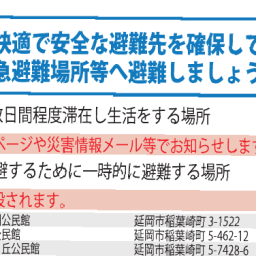 快適で安全な避難先を確保して
急避難場所等へ避難しましょう
数日間程度滞在し生活をする場所
ページや災害情報メール等でお知らせします
避するために一時的に避難する場所
設されます。
公民館 延岡市稲葉崎町 3-1522
公民館 延岡市稲葉崎町 5-462-12
丘公民館 延岡市稲葉崎町 5-7428-6